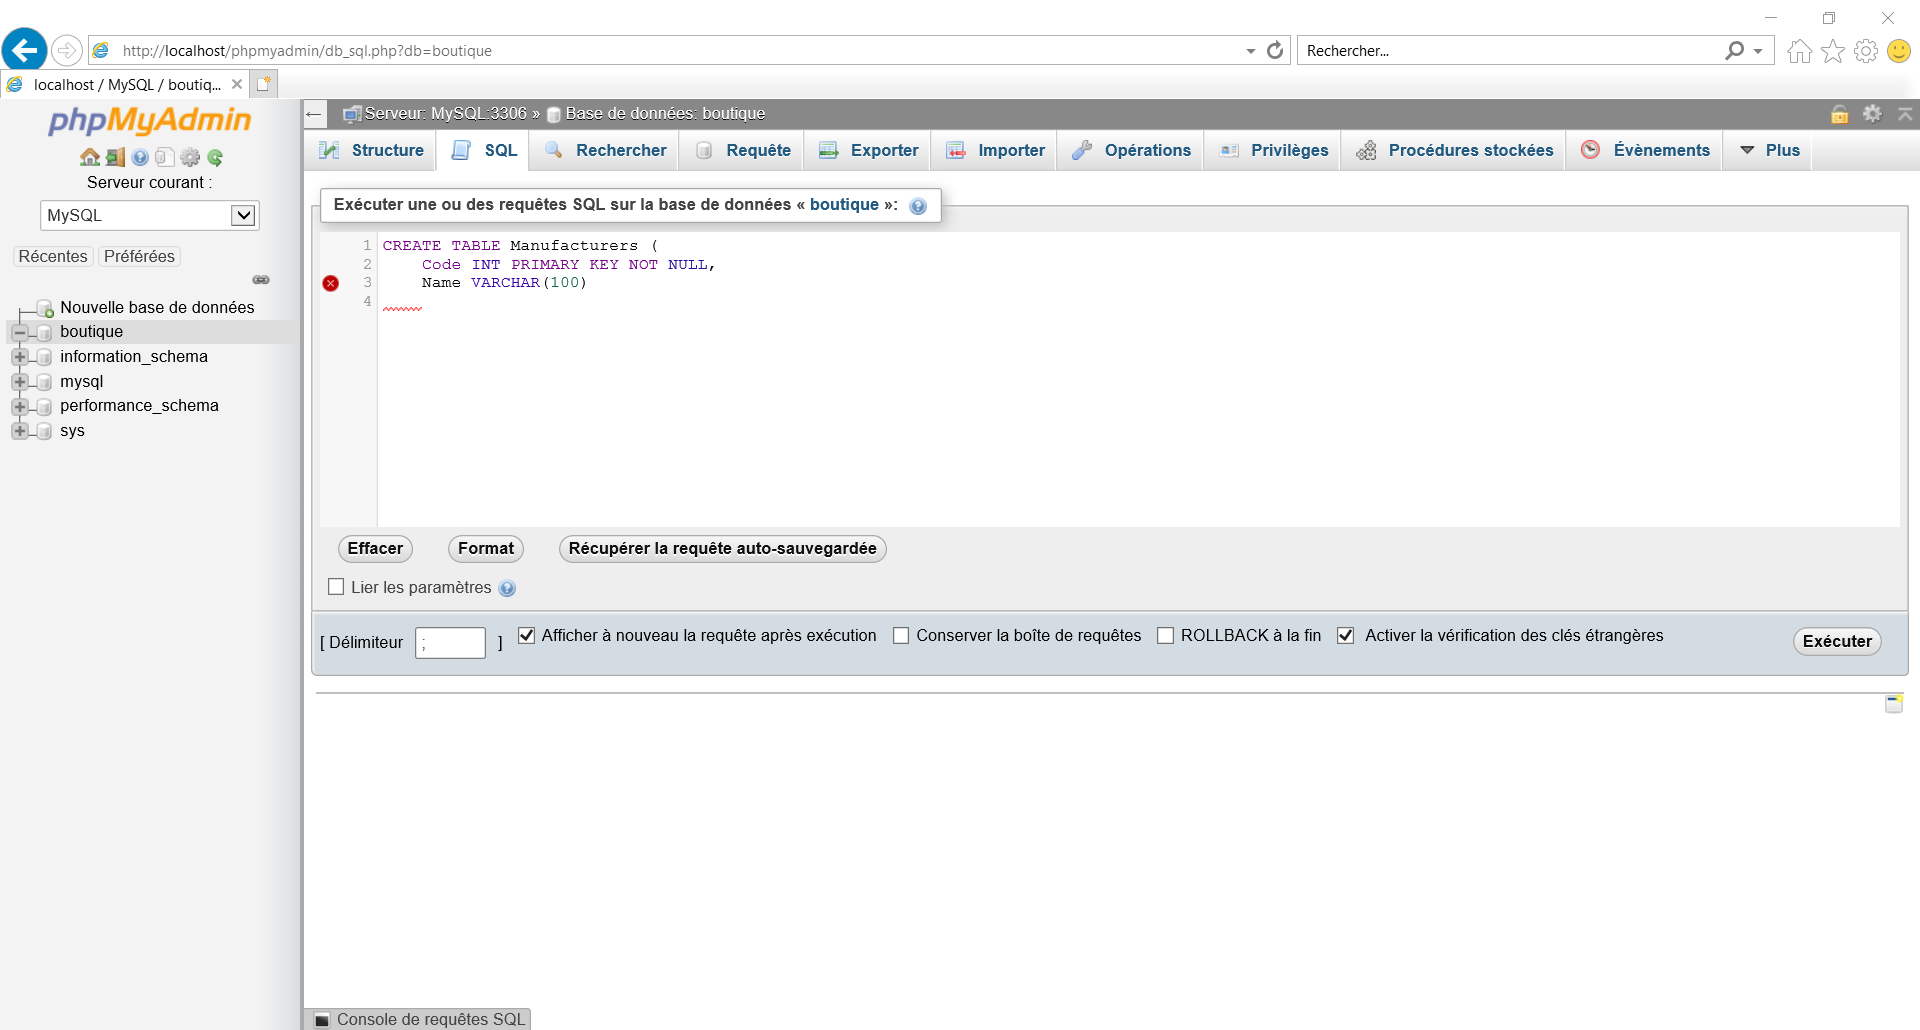 http://localhost/phpmyadmin/db_sql.php?db=boutique
Rechercher...
localhost / MySQL / boutiq...
phpMyAdmin
Serveur courant :
MySQL
Récentes Préférées
Nouvelle base de données
boutique
information_schema
mysql
performance_schema
sys
Serveur: MySQL:3306 » Base de données: boutique
Structure SQL Rechercher Requête Exporter Importer Opérations Privilèges Procédures stockées Évènements Plus
Exécuter une ou des requêtes SQL sur la base de données « boutique »:
1 CREATE TABLE Manufacturers (
2 Code INT PRIMARY KEY NOT NULL,
3 Name VARCHAR(100)
4
Effacer Format Récupérer la requête auto-sauvegardée
Lier les paramètres
[ Délimiteur ; ] Afficher à nouveau la requête après exécution Conserver la boîte de requêtes ROLLBACK à la fin Activer la vérification des clés étrangères Exécuter
Console de requêtes SQL